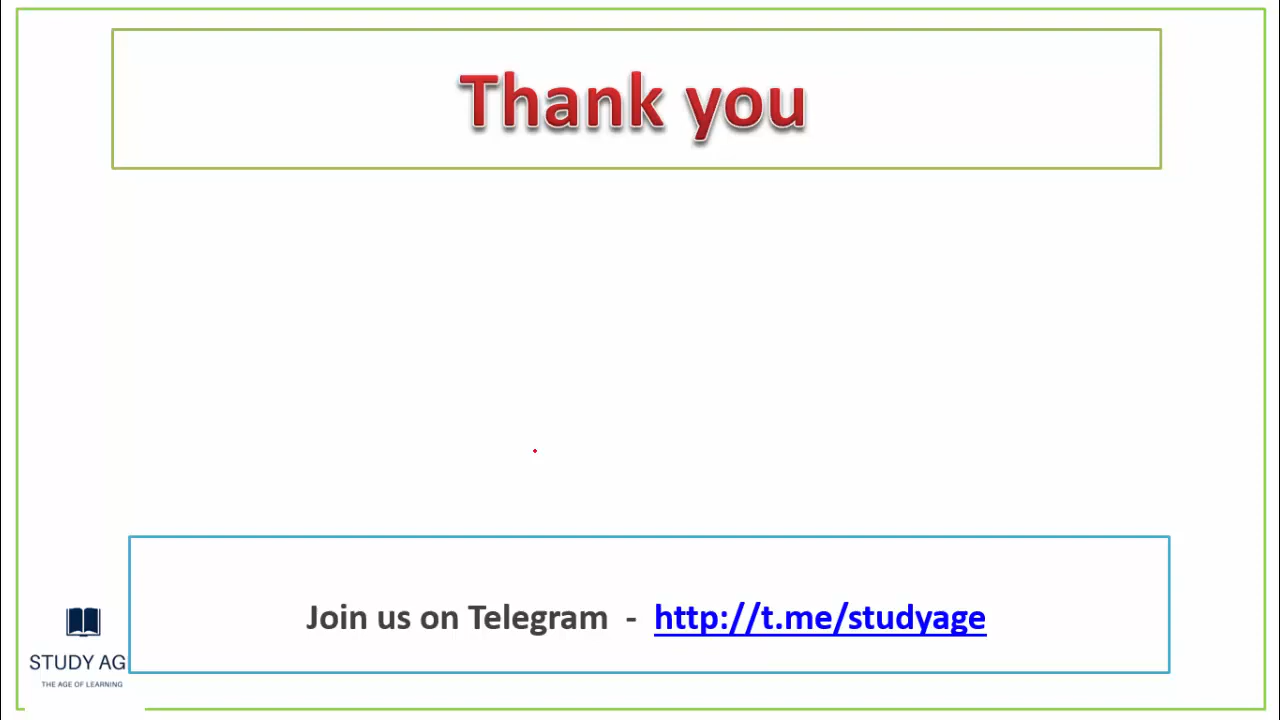 Thank you
Join us on Telegram - http://t.me/studyage
STUDY AG
THE AGE OF LEARNING